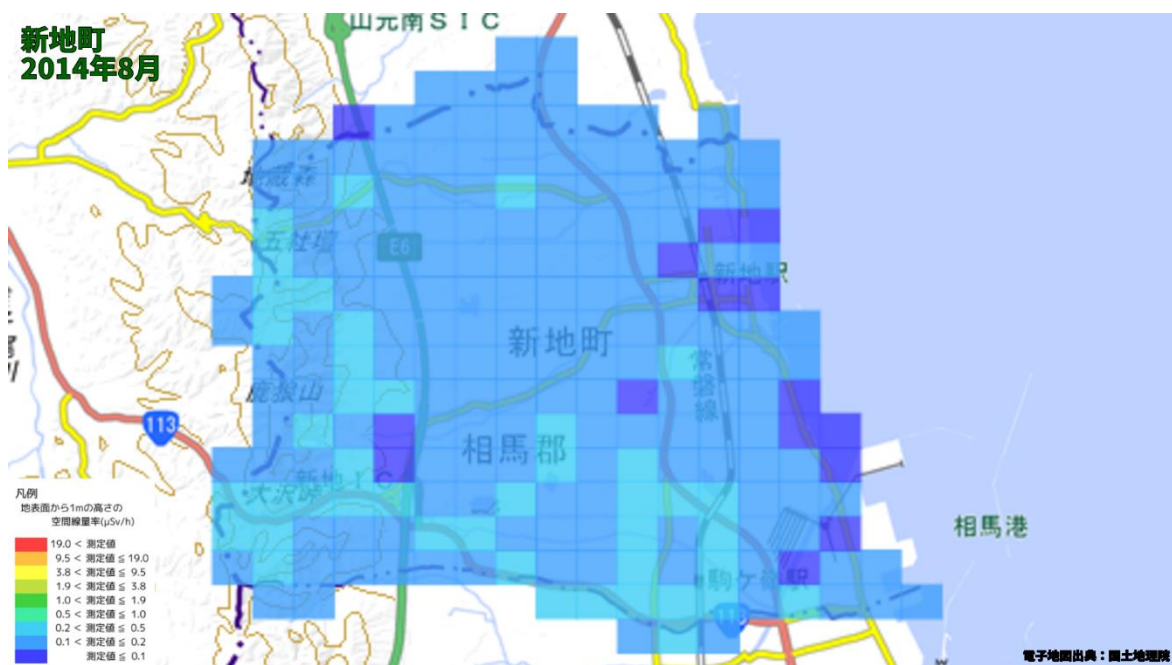 新地町
2014年8月
山元南SIC
地蔵森
五社壇
E6
新地駅
新地町
常磐線
鹿狼山
113
相馬郡
新地IC
大沢峠
相馬港
駒ケ嶺駅
113
凡例
地表面から1mの高さの
空間線量率(μSv/h)
19.0 < 測定値
9.5 < 測定値 ≤ 19.0
3.8 < 測定値 ≤ 9.5
1.9 < 測定値 ≤ 3.8
1.0 < 測定値 ≤ 1.9
0.5 < 測定値 ≤ 1.0
0.2 < 測定値 ≤ 0.5
0.1 < 測定値 ≤ 0.2
測定値 ≤ 0.1
電子地図出典：国土地理院